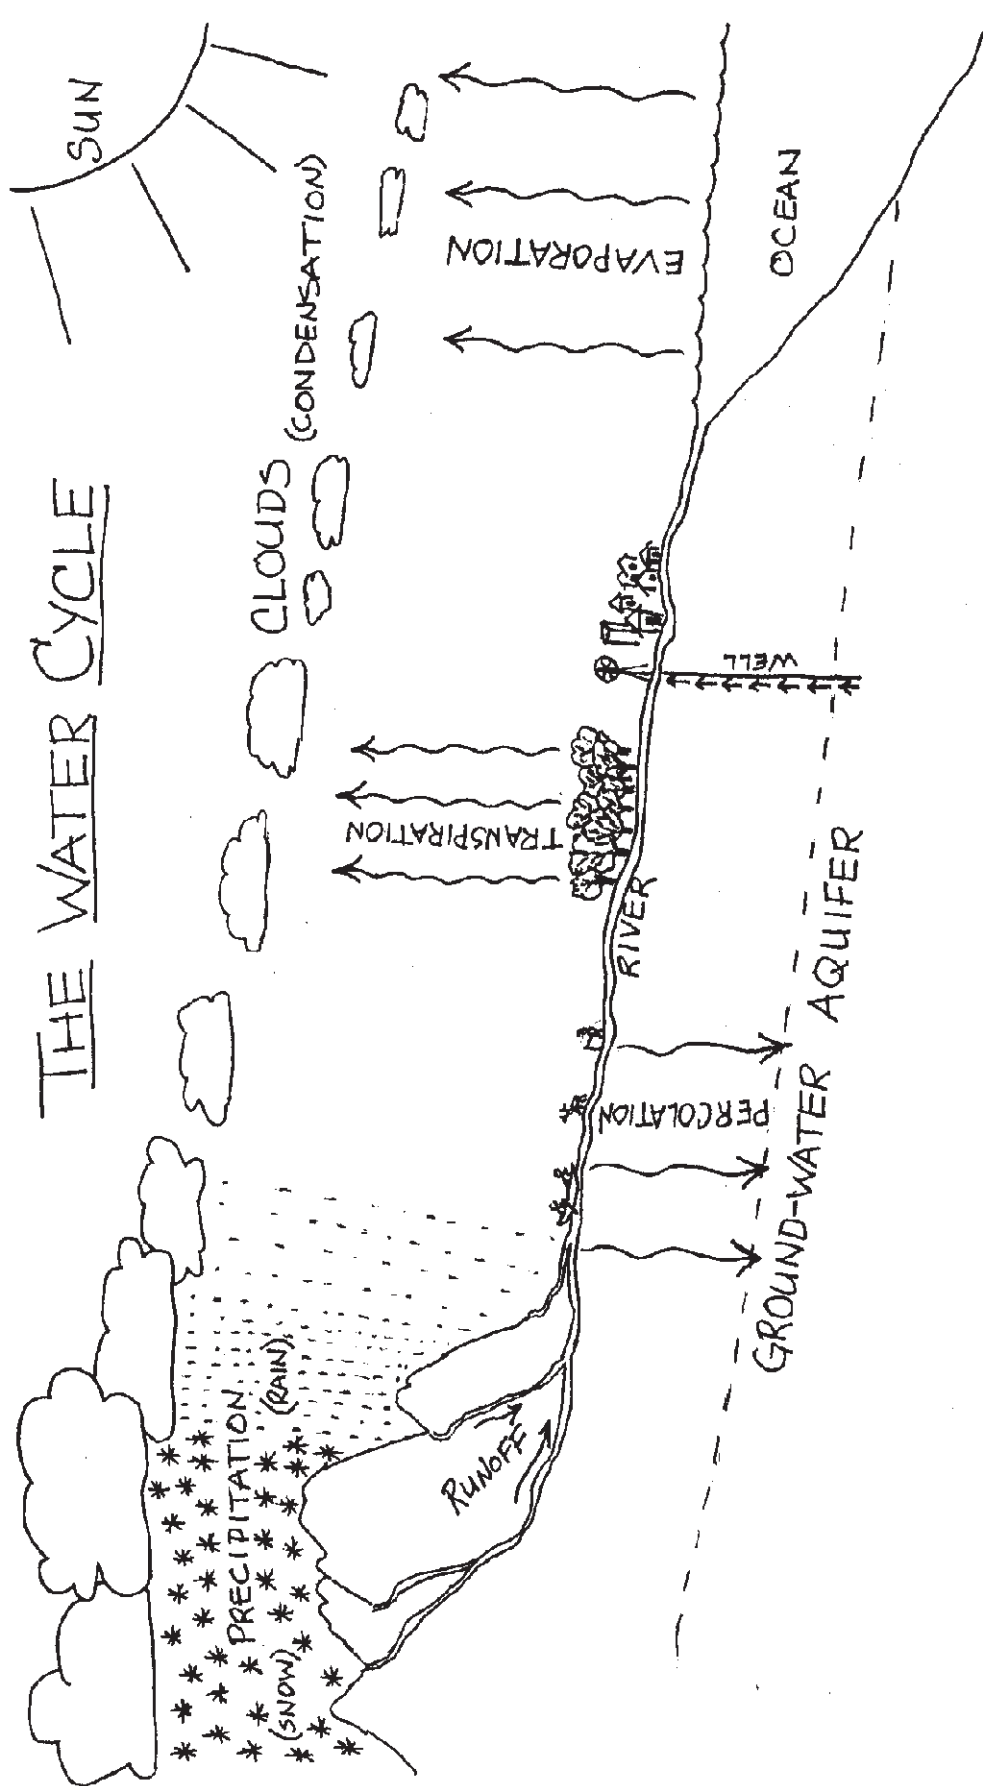 THE WATER CYCLE
SUN
CLOUDS
(CONDENSATION)
PRECIPITATION
(SNOW)
(RAIN)
RUNOFF
TRANSPIRATION
EVAPORATION
RIVER
WELL
OCEAN
PERCOLATION
GROUND-WATER AQUIFER